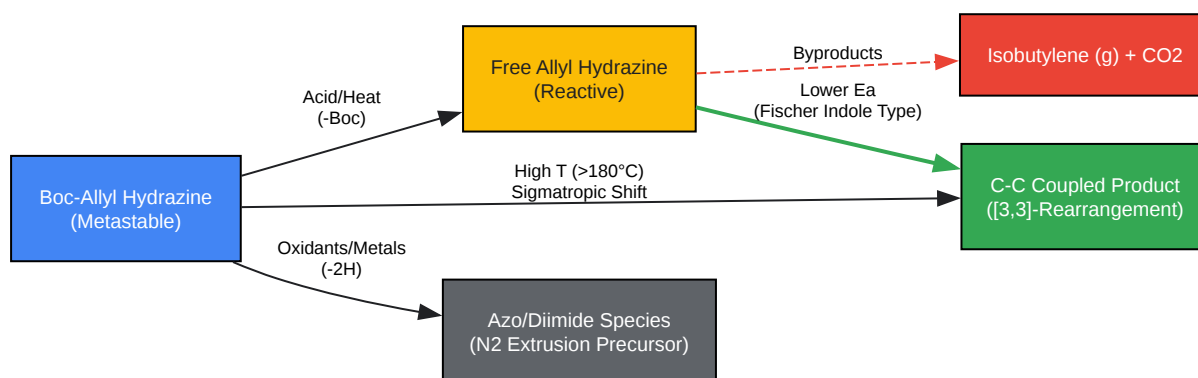 Free Allyl Hydrazine
(Reactive)
Byproducts
Isobutylene (g) + CO2
Lower Ea
(Fischer Indole Type)
Acid/Heat
(-Boc)
Boc-Allyl Hydrazine
(Metastable)
High T (>180°C)
Sigmatropic Shift
C-C Coupled Product
([3,3]-Rearrangement)
Oxidants/Metals
(-2H)
Azo/Diimide Species
(N2 Extrusion Precursor)